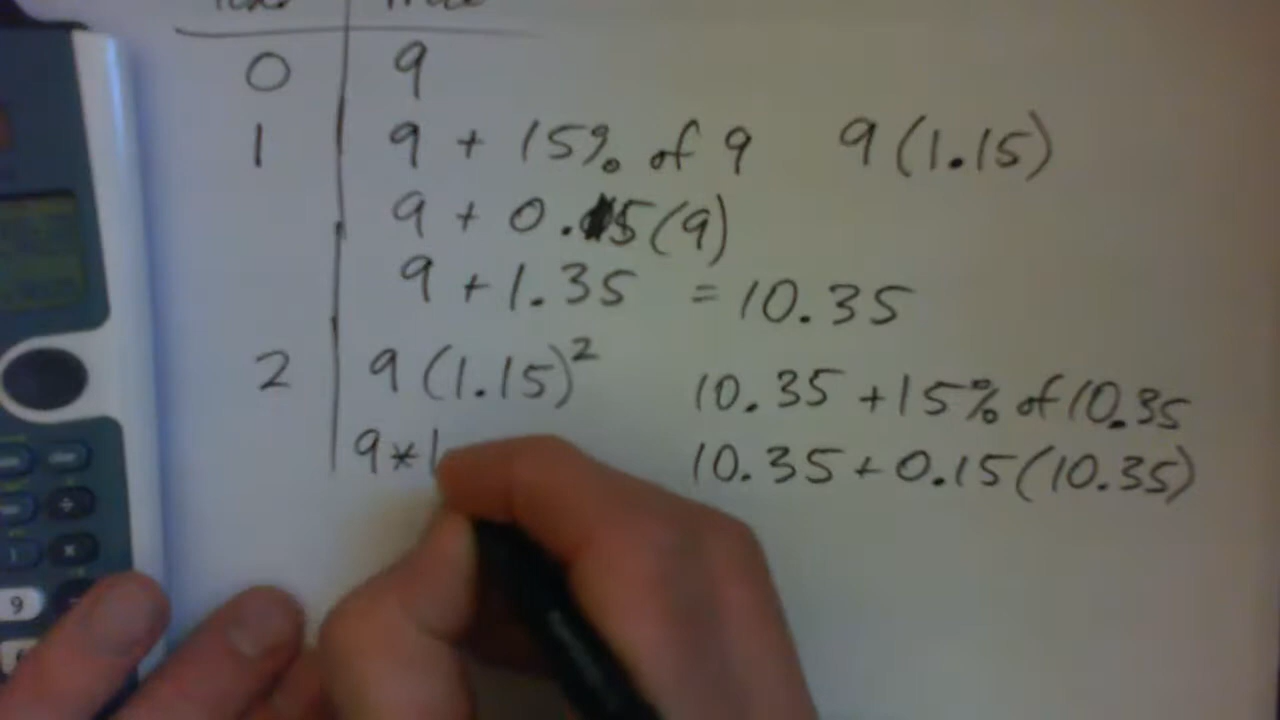 0 9
1 9 + 15% of 9 9(1.15)
9 + 0.15(9)
9 + 1.35 = 10.35
2 9(1.15)² 10.35 + 15% of 10.35
9*1 10.35 + 0.15(10.35)
9